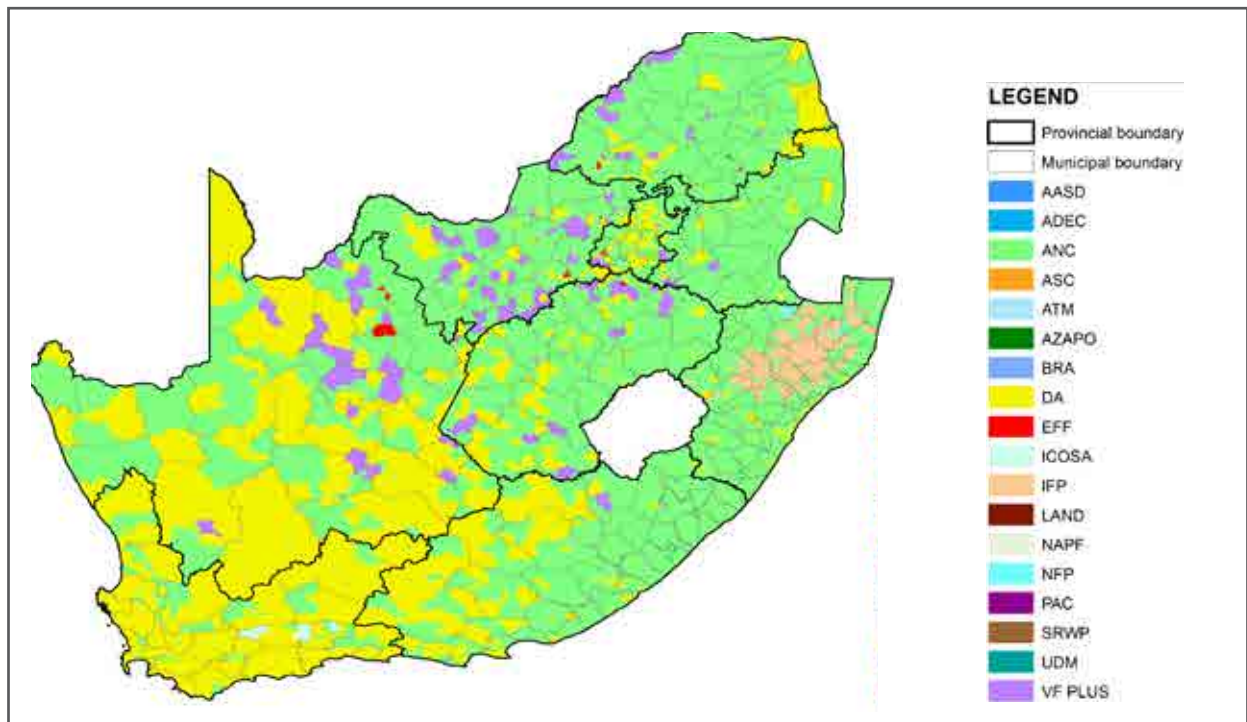 LEGEND
Provincial boundary
Municipal boundary
AASD
ADEC
ANC
ASC
ATM
AZAPO
BRA
DA
EFF
ICOSA
IFP
LAND
NAPF
NFP
PAC
SRWP
UDM
VF PLUS